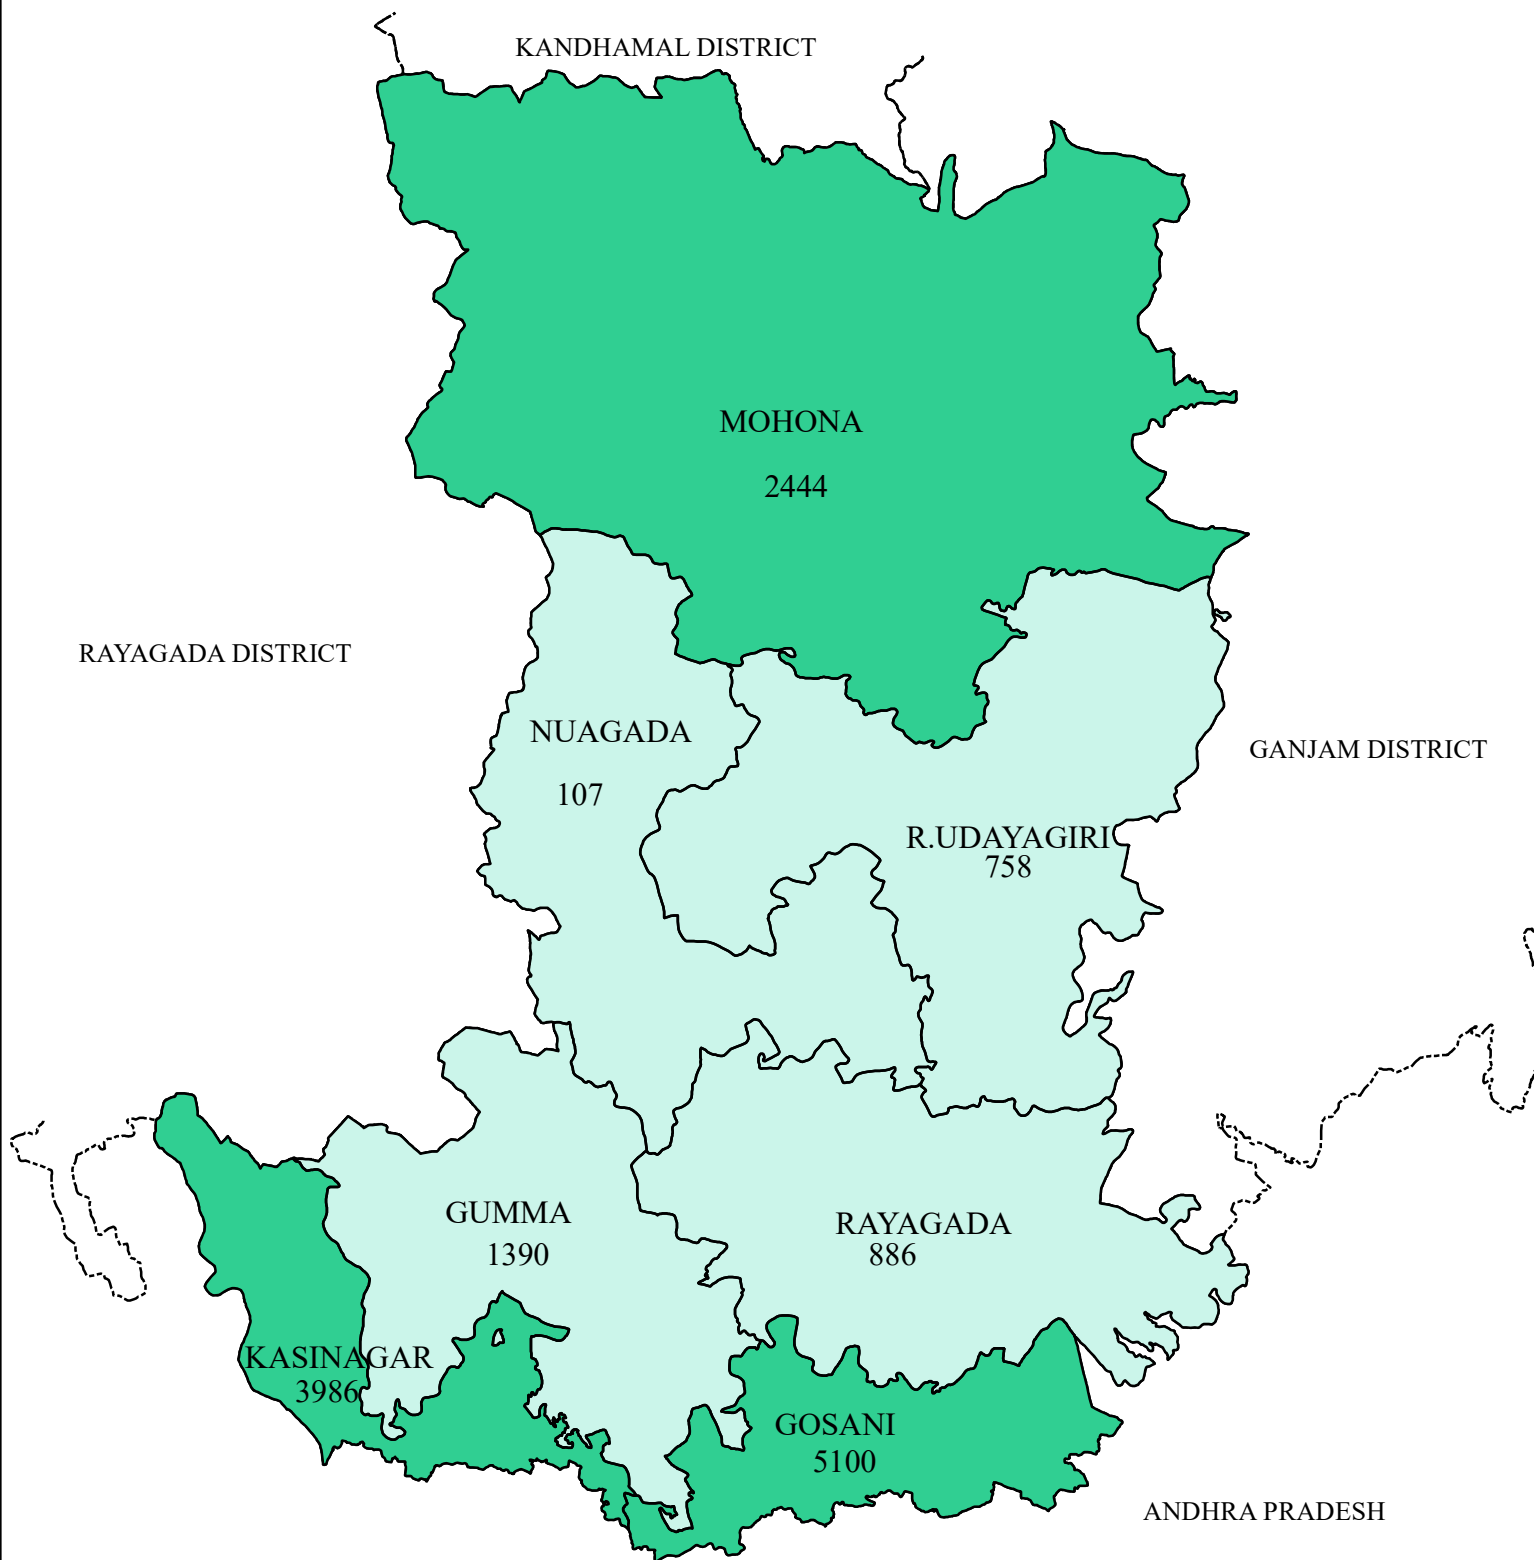 KANDHAMAL DISTRICT
MOHONA
2444
RAYAGADA DISTRICT
NUAGADA
107
GANJAM DISTRICT
R.UDAYAGIRI
758
GUMMA
1390
RAYAGADA
886
KASINAGAR
3986
GOSANI
5100
ANDHRA PRADESH